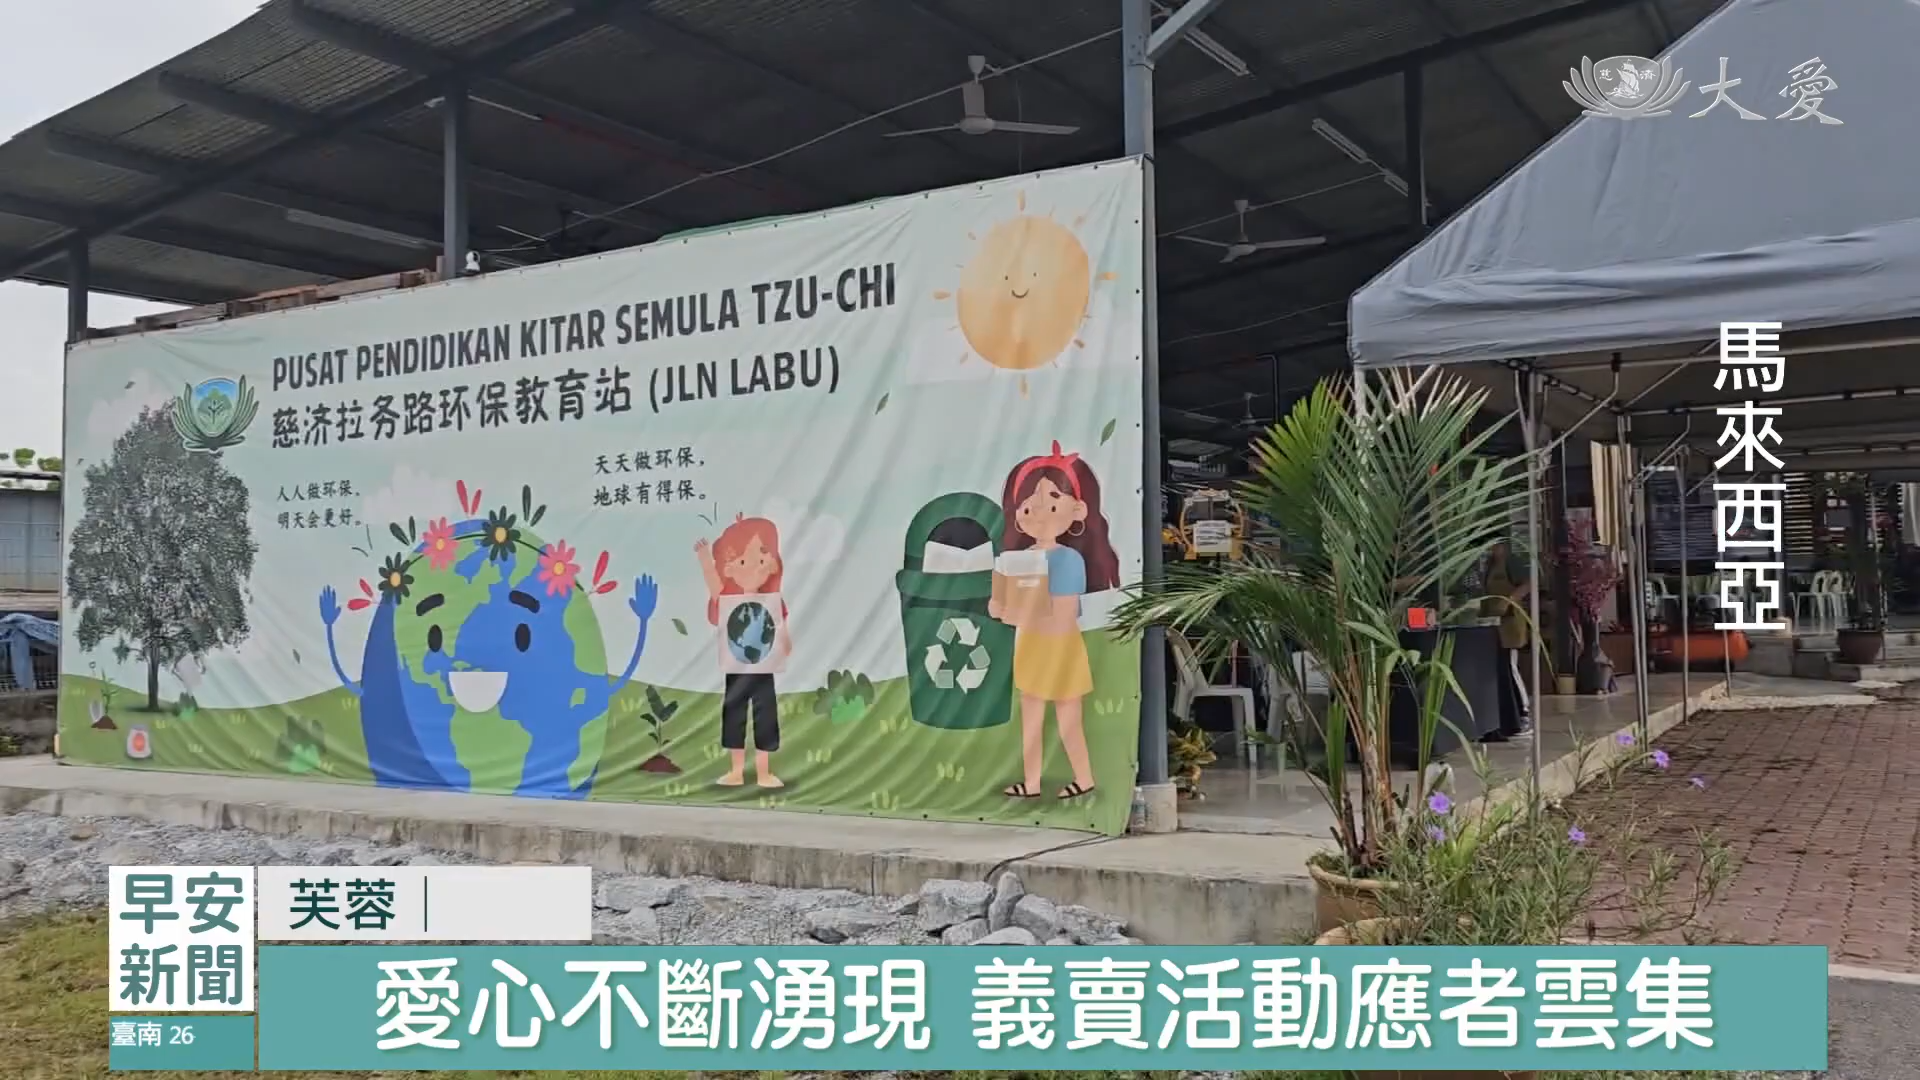 慈濟
大愛
PUSAT PENDIDIKAN KITAR SEMULA TZU-CHI
慈济拉务路环保教育站 (JLN LABU)
天天做环保，
地球有得保。
人人做环保，
明天会更好。
馬來西亞
早安
新聞
芙蓉
愛心不斷湧現 義賣活動應者雲集
臺南 26